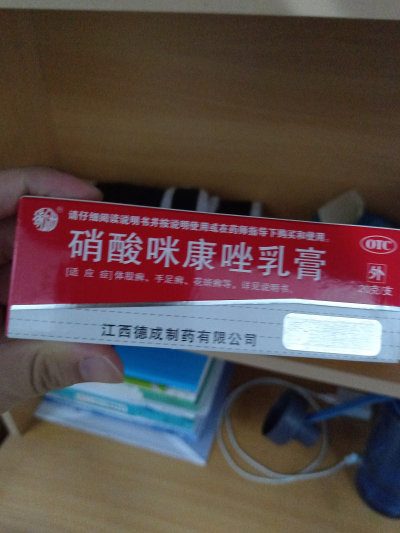 请仔细阅读说明书并按说明使用或在药师指导下购买和使用。
OTC
硝酸咪康唑乳膏
外
[适应症]体股癣、手足癣、花斑癣等，详见说明书。
20克/支
江西德成制药有限公司